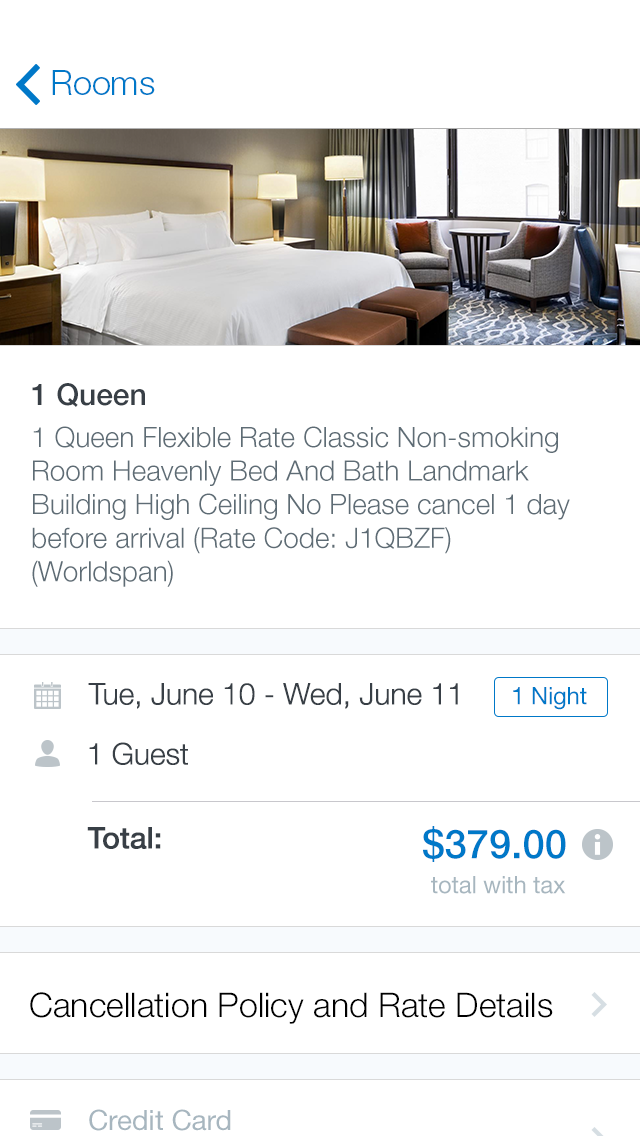 Rooms
1 Queen
1 Queen Flexible Rate Classic Non-smoking
Room Heavenly Bed And Bath Landmark
Building High Ceiling No Please cancel 1 day
before arrival (Rate Code: J1QBZF)
(Worldspan)
Tue, June 10 - Wed, June 11 1 Night
1 Guest
Total: $379.00
total with tax
Cancellation Policy and Rate Details
Credit Card